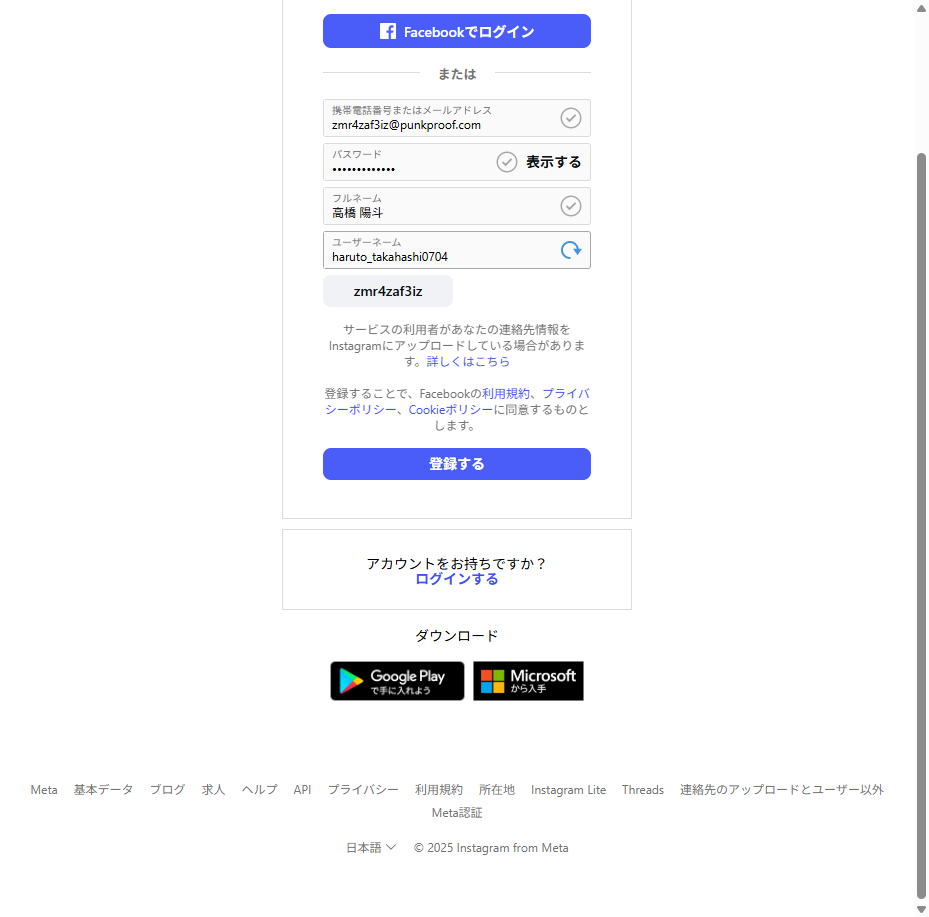 Facebookでログイン
または
携帯電話番号またはメールアドレス
zmr4zaf3iz@punkproof.com
パスワード
•••••••••••••
表示する
フルネーム
高橋 陽斗
ユーザーネーム
haruto_takahashi0704
zmr4zaf3iz
サービスの利用者があなたの連絡先情報を
Instagramにアップロードしている場合がありま
す。詳しくはこちら
登録することで、Facebookの利用規約、プライバ
シーポリシー、Cookieポリシーに同意するものと
します。
登録する
アカウントをお持ちですか？
ログインする
ダウンロード
Google Play
で手に入れよう
Microsoft
から入手
Meta 基本データ ブログ 求人 ヘルプ API プライバシー 利用規約 所在地 Instagram Lite Threads 連絡先のアップロードとユーザー以外
Meta認証
日本語 © 2025 Instagram from Meta